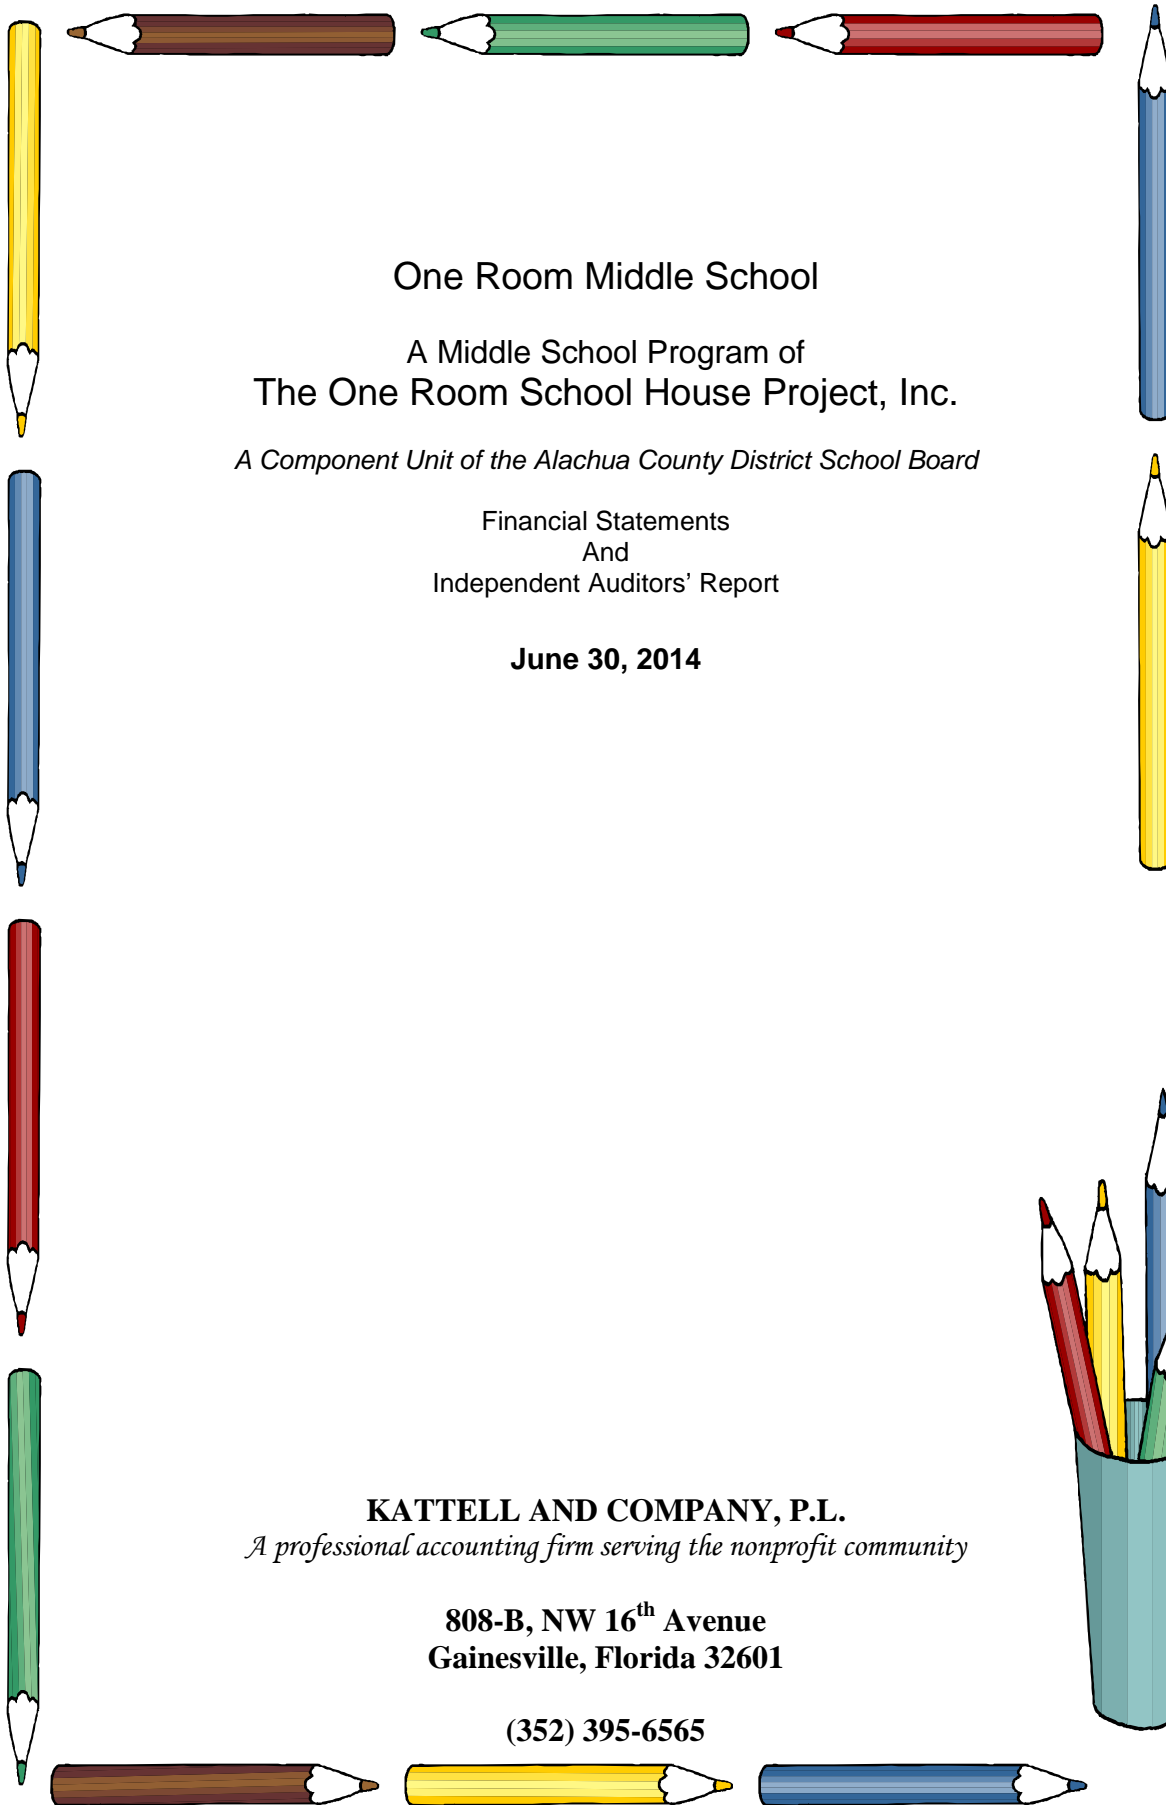 One Room Middle School
A Middle School Program of
The One Room School House Project, Inc.
A Component Unit of the Alachua County District School Board
Financial Statements
And
Independent Auditors’ Report
June 30, 2014
KATTELL AND COMPANY, P.L.
A professional accounting firm serving the nonprofit community
808-B, NW 16th Avenue
Gainesville, Florida 32601
(352) 395-6565